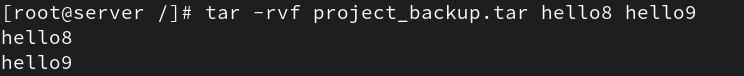 [root@server /]# tar -rvf project_backup.tar hello8 hello9
hello8
hello9